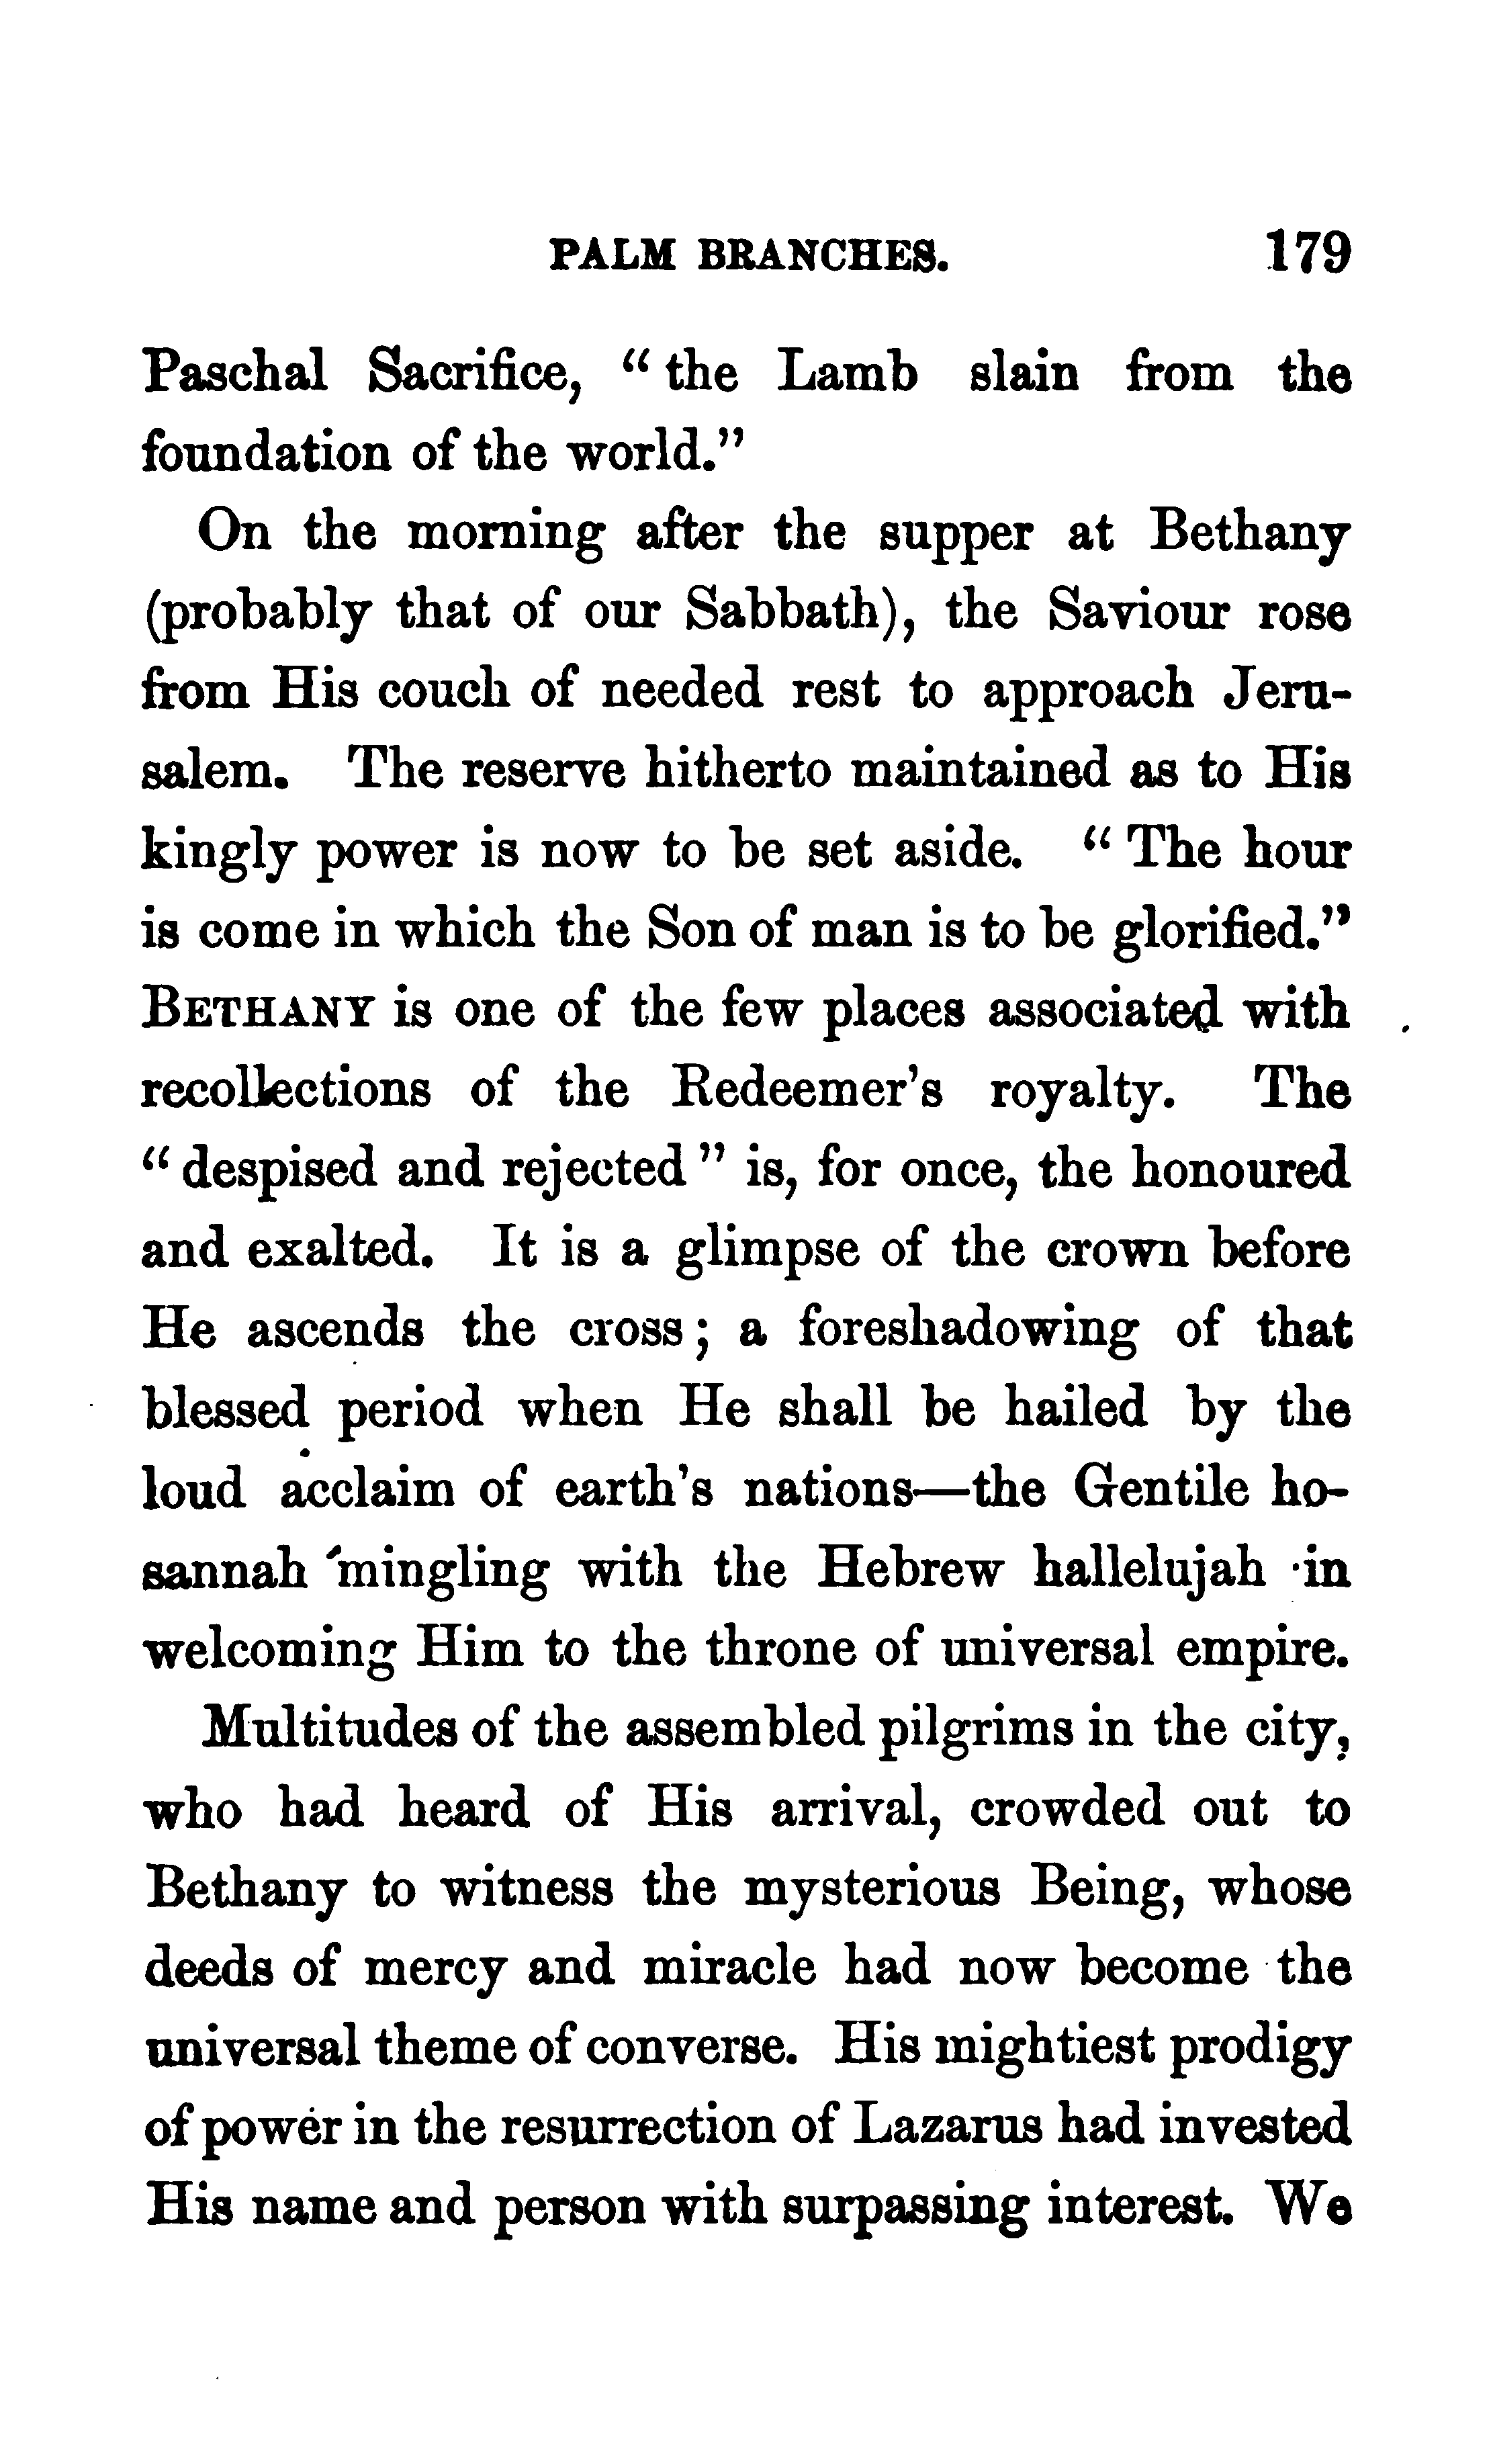 PALM BRANCHES. 179
Paschal Sacrifice, "the Lamb slain from the
foundation of the world."
On the morning after the supper at Bethany
(probably that of our Sabbath), the Saviour rose
from His couch of needed rest to approach Jeru-
salem. The reserve hitherto maintained as to His
kingly power is now to be set aside. "The hour
is come in which the Son of man is to be glorified."
BETHANY is one of the few places associated with
recollections of the Redeemer's royalty. The
"despised and rejected" is, for once, the honoured
and exalted. It is a glimpse of the crown before
He ascends the cross; a foreshadowing of that
blessed period when He shall be hailed by the
loud acclaim of earth's nations—the Gentile ho-
sannah mingling with the Hebrew hallelujah in
welcoming Him to the throne of universal empire.
Multitudes of the assembled pilgrims in the city,
who had heard of His arrival, crowded out to
Bethany to witness the mysterious Being, whose
deeds of mercy and miracle had now become the
universal theme of converse. His mightiest prodigy
of power in the resurrection of Lazarus had invested
His name and person with surpassing interest. We